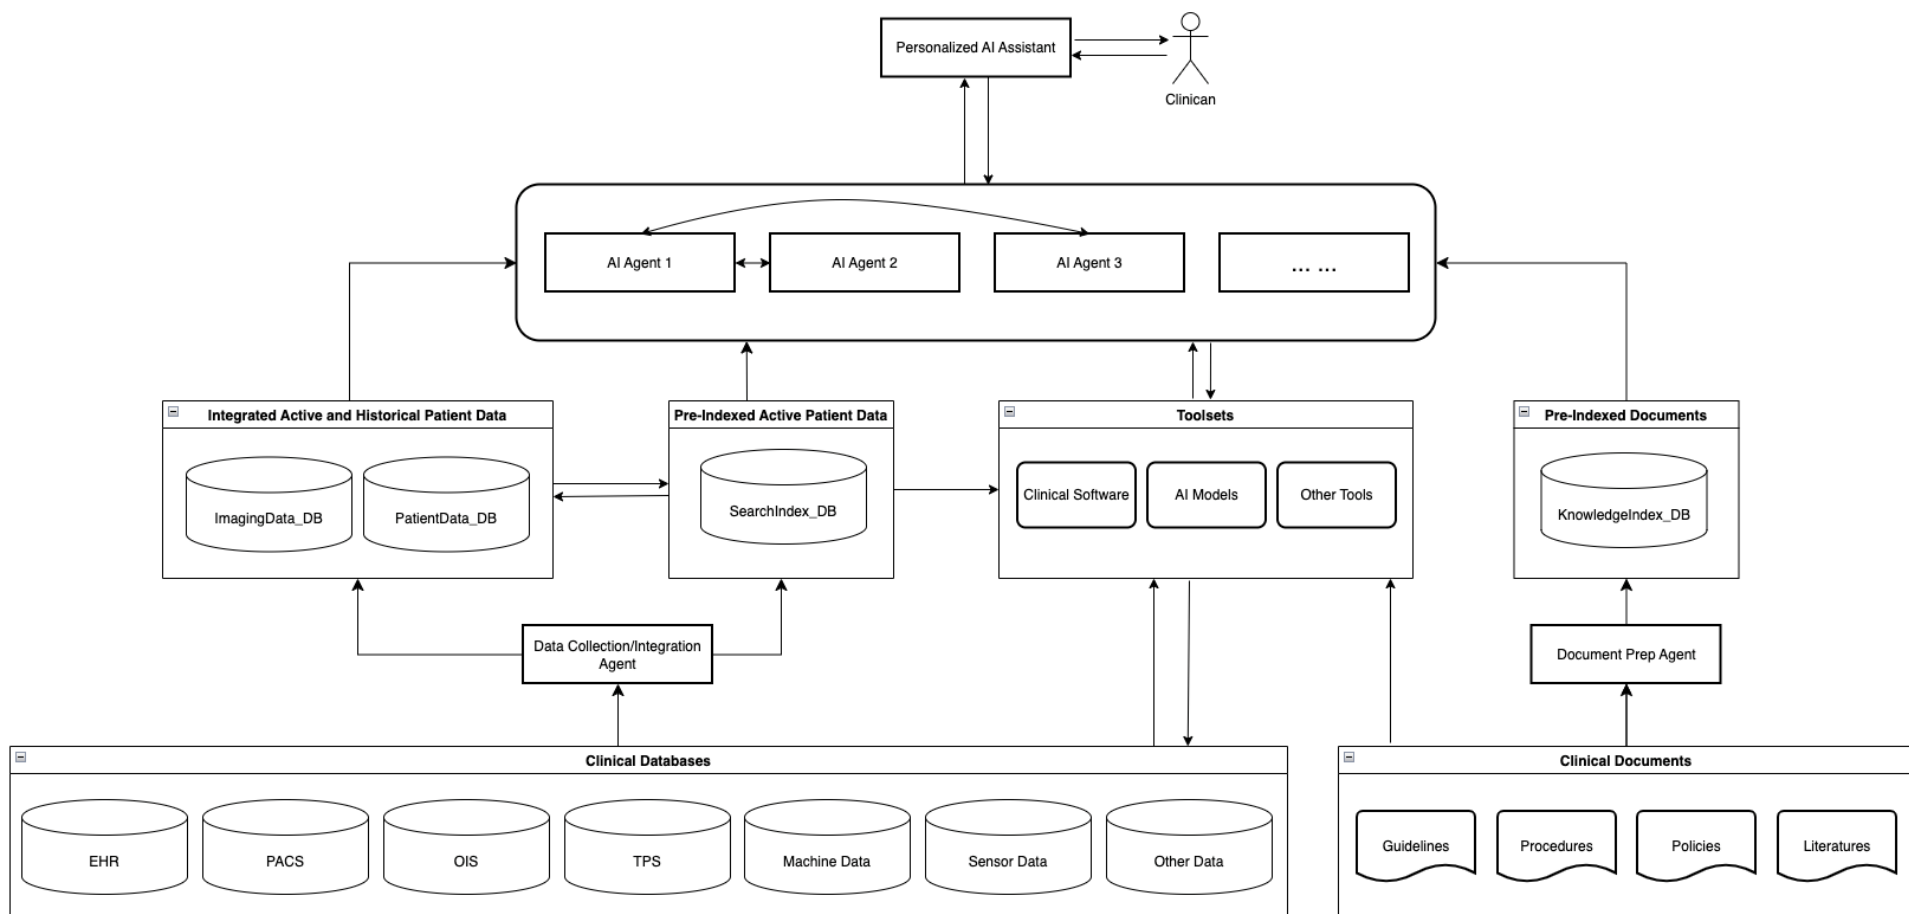 Personalized AI Assistant
Clinican
AI Agent 1
AI Agent 2
AI Agent 3
... ...
Integrated Active and Historical Patient Data
ImagingData_DB
PatientData_DB
Pre-Indexed Active Patient Data
SearchIndex_DB
Toolsets
Clinical Software
AI Models
Other Tools
Pre-Indexed Documents
KnowledgeIndex_DB
Data Collection/Integration
Agent
Document Prep Agent
Clinical Databases
EHR
PACS
OIS
TPS
Machine Data
Sensor Data
Other Data
Clinical Documents
Guidelines
Procedures
Policies
Literatures